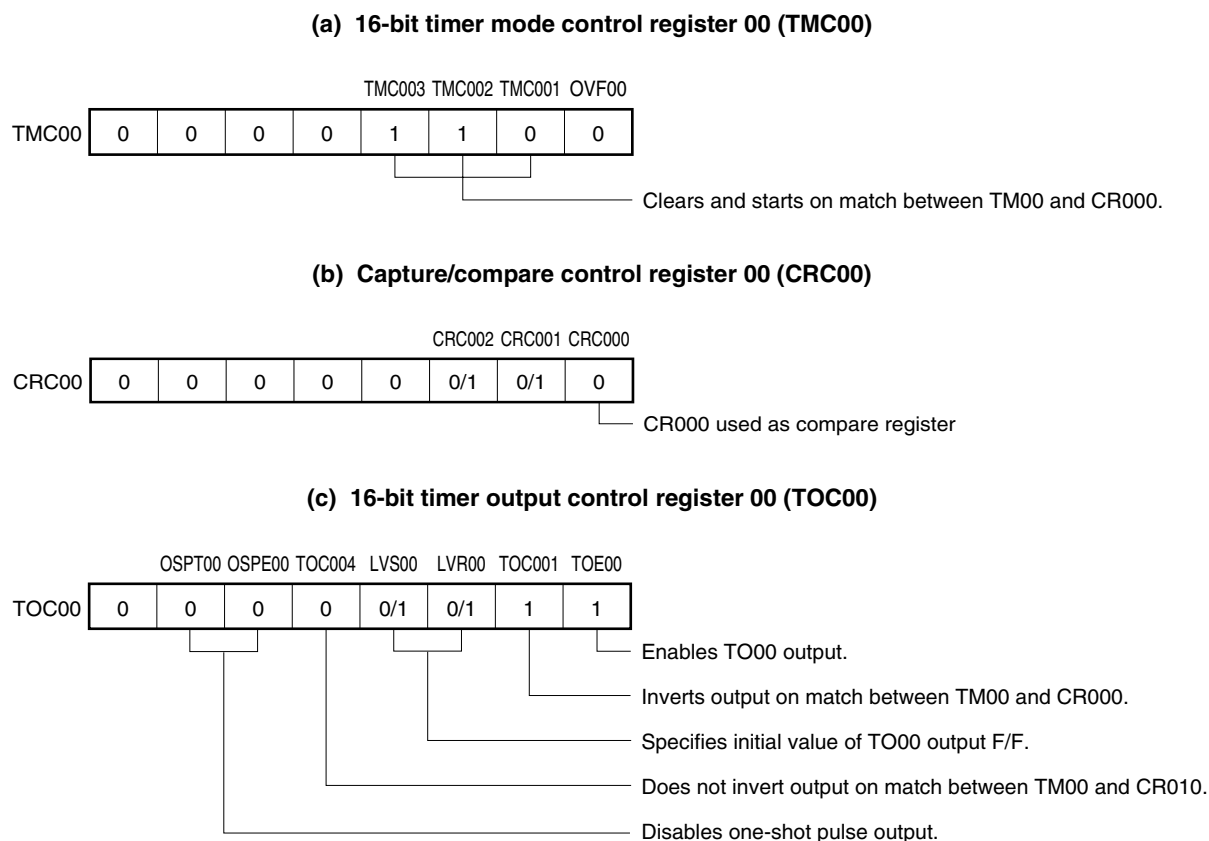 (a) 16-bit timer mode control register 00 (TMC00)
TMC003 TMC002 TMC001 OVF00
TMC00 0 0 0 0 1 1 0 0
Clears and starts on match between TM00 and CR000.
(b) Capture/compare control register 00 (CRC00)
CRC002 CRC001 CRC000
CRC00 0 0 0 0 0 0/1 0/1 0
CR000 used as compare register
(c) 16-bit timer output control register 00 (TOC00)
OSPT00 OSPE00 TOC004 LVS00 LVR00 TOC001 TOE00
TOC00 0 0 0 0 0/1 0/1 1 1
Enables TO00 output.
Inverts output on match between TM00 and CR000.
Specifies initial value of TO00 output F/F.
Does not invert output on match between TM00 and CR010.
Disables one-shot pulse output.